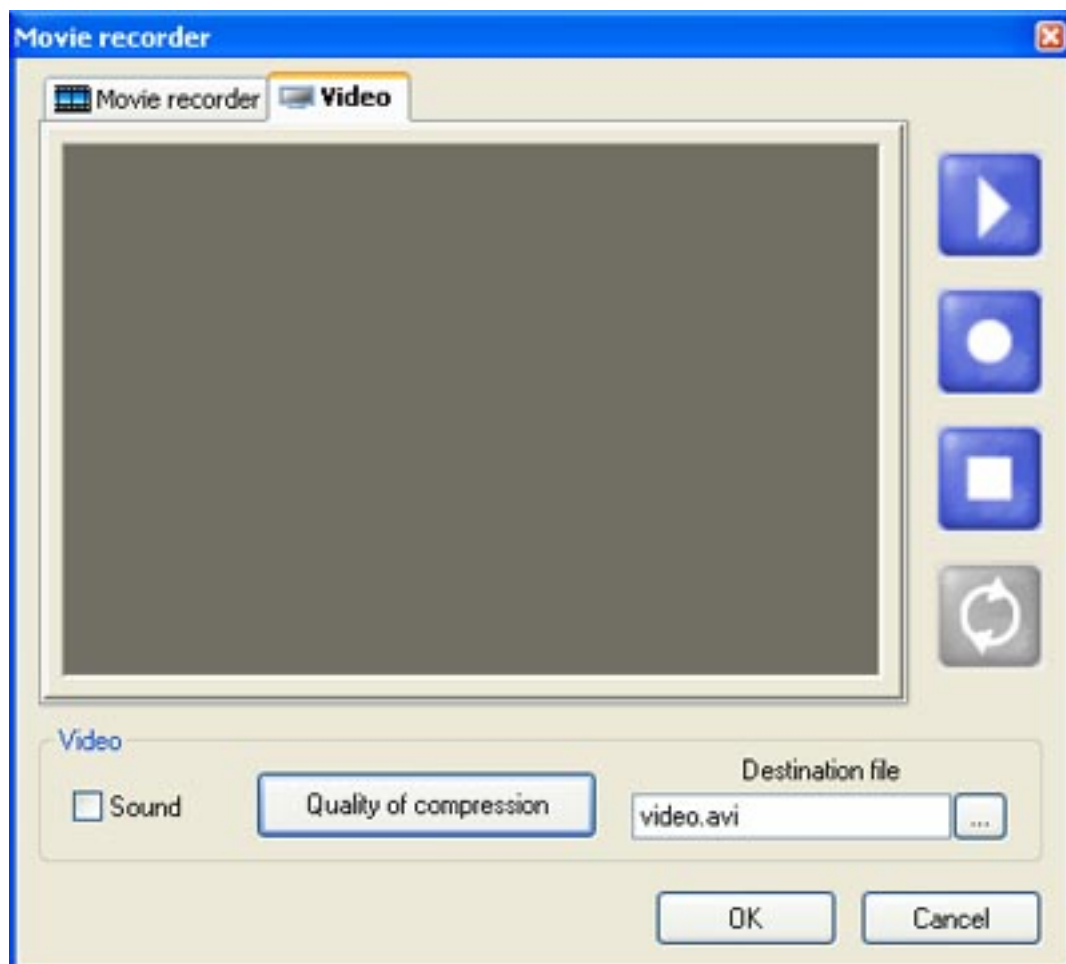 Movie recorder
Movie recorder Video
Video
Destination file
Sound Quality of compression video.avi ...
OK Cancel